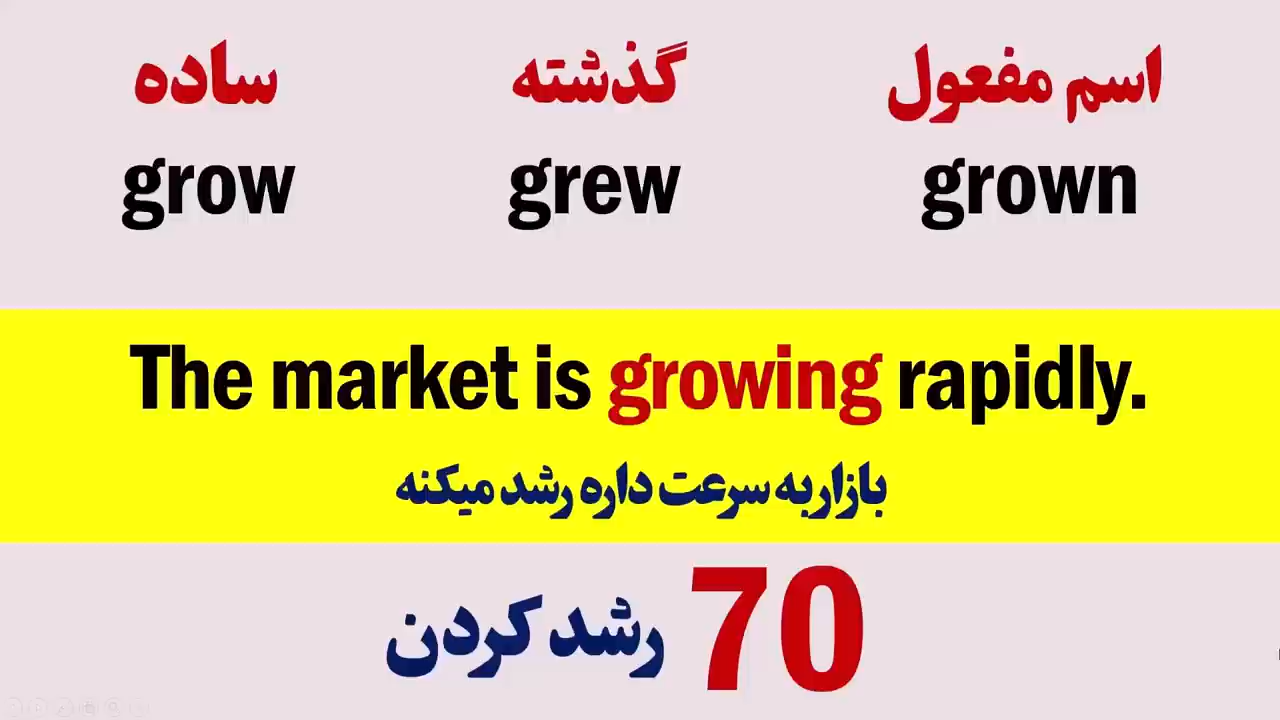 ساده گذشته اسم مفعول
grow grew grown
The market is growing rapidly.
بازار به سرعت داره رشد میکنه
70 رشد کردن